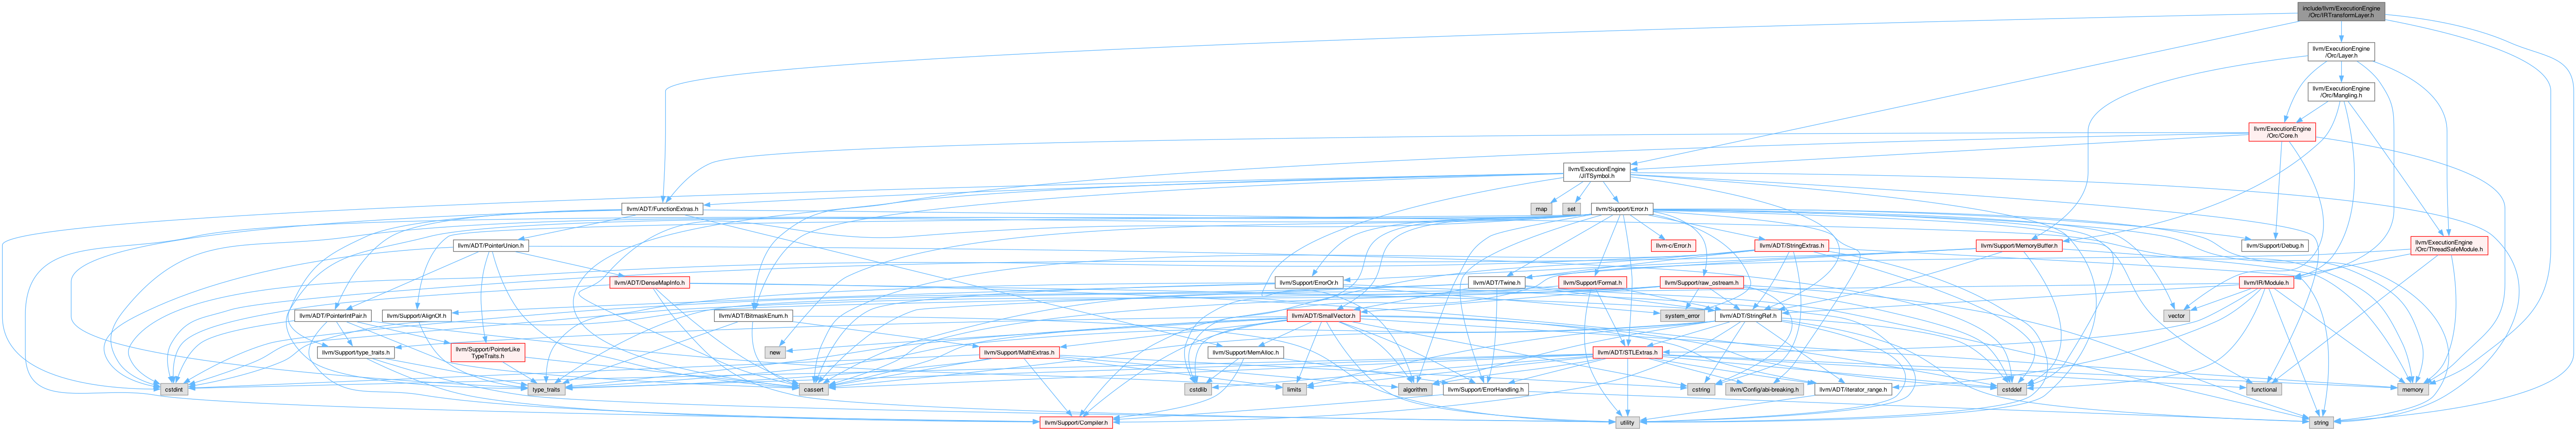 include/llvm/ExecutionEngine
/Orc/IRTransformLayer.h
llvm/ExecutionEngine
/Orc/Layer.h
llvm/ExecutionEngine
/Orc/Mangling.h
llvm/ExecutionEngine
/Orc/Core.h
llvm/ExecutionEngine
/JITSymbol.h
llvm/ADT/FunctionExtras.h
map
set
llvm/Support/Error.h
llvm/ADT/PointerUnion.h
llvm-c/Error.h
llvm/ADT/StringExtras.h
llvm/Support/MemoryBuffer.h
llvm/Support/Debug.h
llvm/ExecutionEngine
/Orc/ThreadSafeModule.h
llvm/ADT/DenseMapInfo.h
llvm/Support/ErrorOr.h
llvm/ADT/Twine.h
llvm/Support/Format.h
llvm/Support/raw_ostream.h
llvm/IR/Module.h
llvm/ADT/PointerIntPair.h
llvm/Support/AlignOf.h
llvm/ADT/BitmaskEnum.h
llvm/ADT/SmallVector.h
system_error
llvm/ADT/StringRef.h
vector
llvm/Support/type_traits.h
llvm/Support/PointerLike
TypeTraits.h
new
llvm/Support/MathExtras.h
llvm/Support/MemAlloc.h
llvm/ADT/STLExtras.h
cstdint
type_traits
cassert
cstdlib
limits
algorithm
llvm/Support/ErrorHandling.h
cstring
llvm/Config/abi-breaking.h
llvm/ADT/iterator_range.h
cstddef
functional
memory
llvm/Support/Compiler.h
utility
string